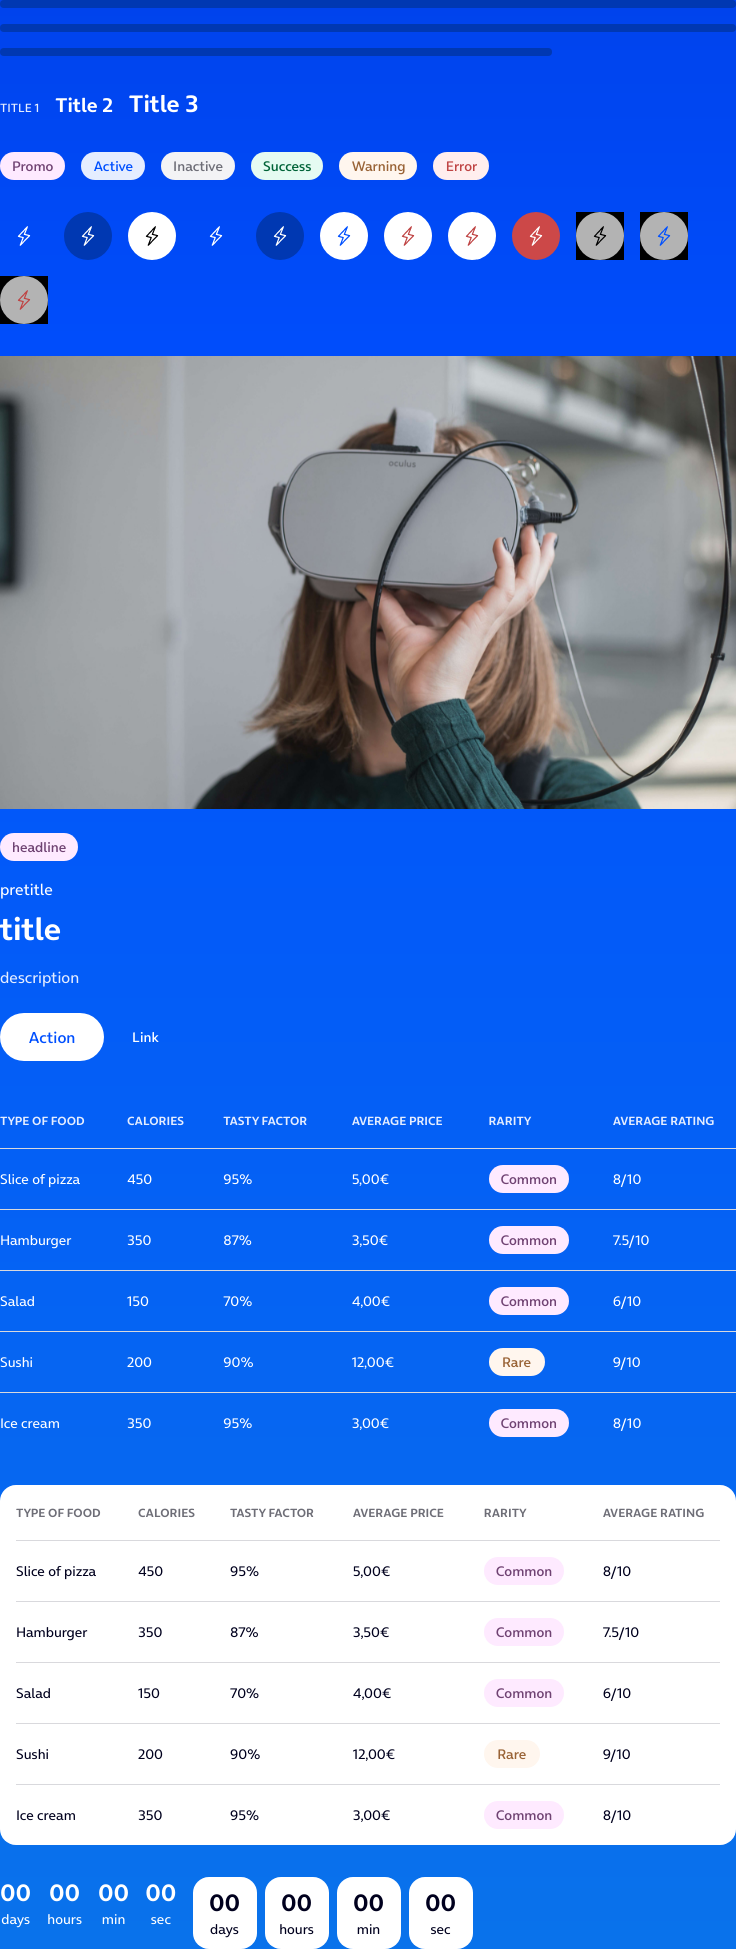 TITLE 1 Title 2 Title 3
Promo Active Inactive Success Warning Error
oculus
headline
pretitle
title
description
Action Link
TYPE OF FOOD CALORIES TASTY FACTOR AVERAGE PRICE RARITY AVERAGE RATING
Slice of pizza 450 95% 5,00€ Common 8/10
Hamburger 350 87% 3,50€ Common 7.5/10
Salad 150 70% 4,00€ Common 6/10
Sushi 200 90% 12,00€ Rare 9/10
Ice cream 350 95% 3,00€ Common 8/10
TYPE OF FOOD CALORIES TASTY FACTOR AVERAGE PRICE RARITY AVERAGE RATING
Slice of pizza 450 95% 5,00€ Common 8/10
Hamburger 350 87% 3,50€ Common 7.5/10
Salad 150 70% 4,00€ Common 6/10
Sushi 200 90% 12,00€ Rare 9/10
Ice cream 350 95% 3,00€ Common 8/10
00 00 00 00 00 00 00 00
days hours min sec days hours min sec